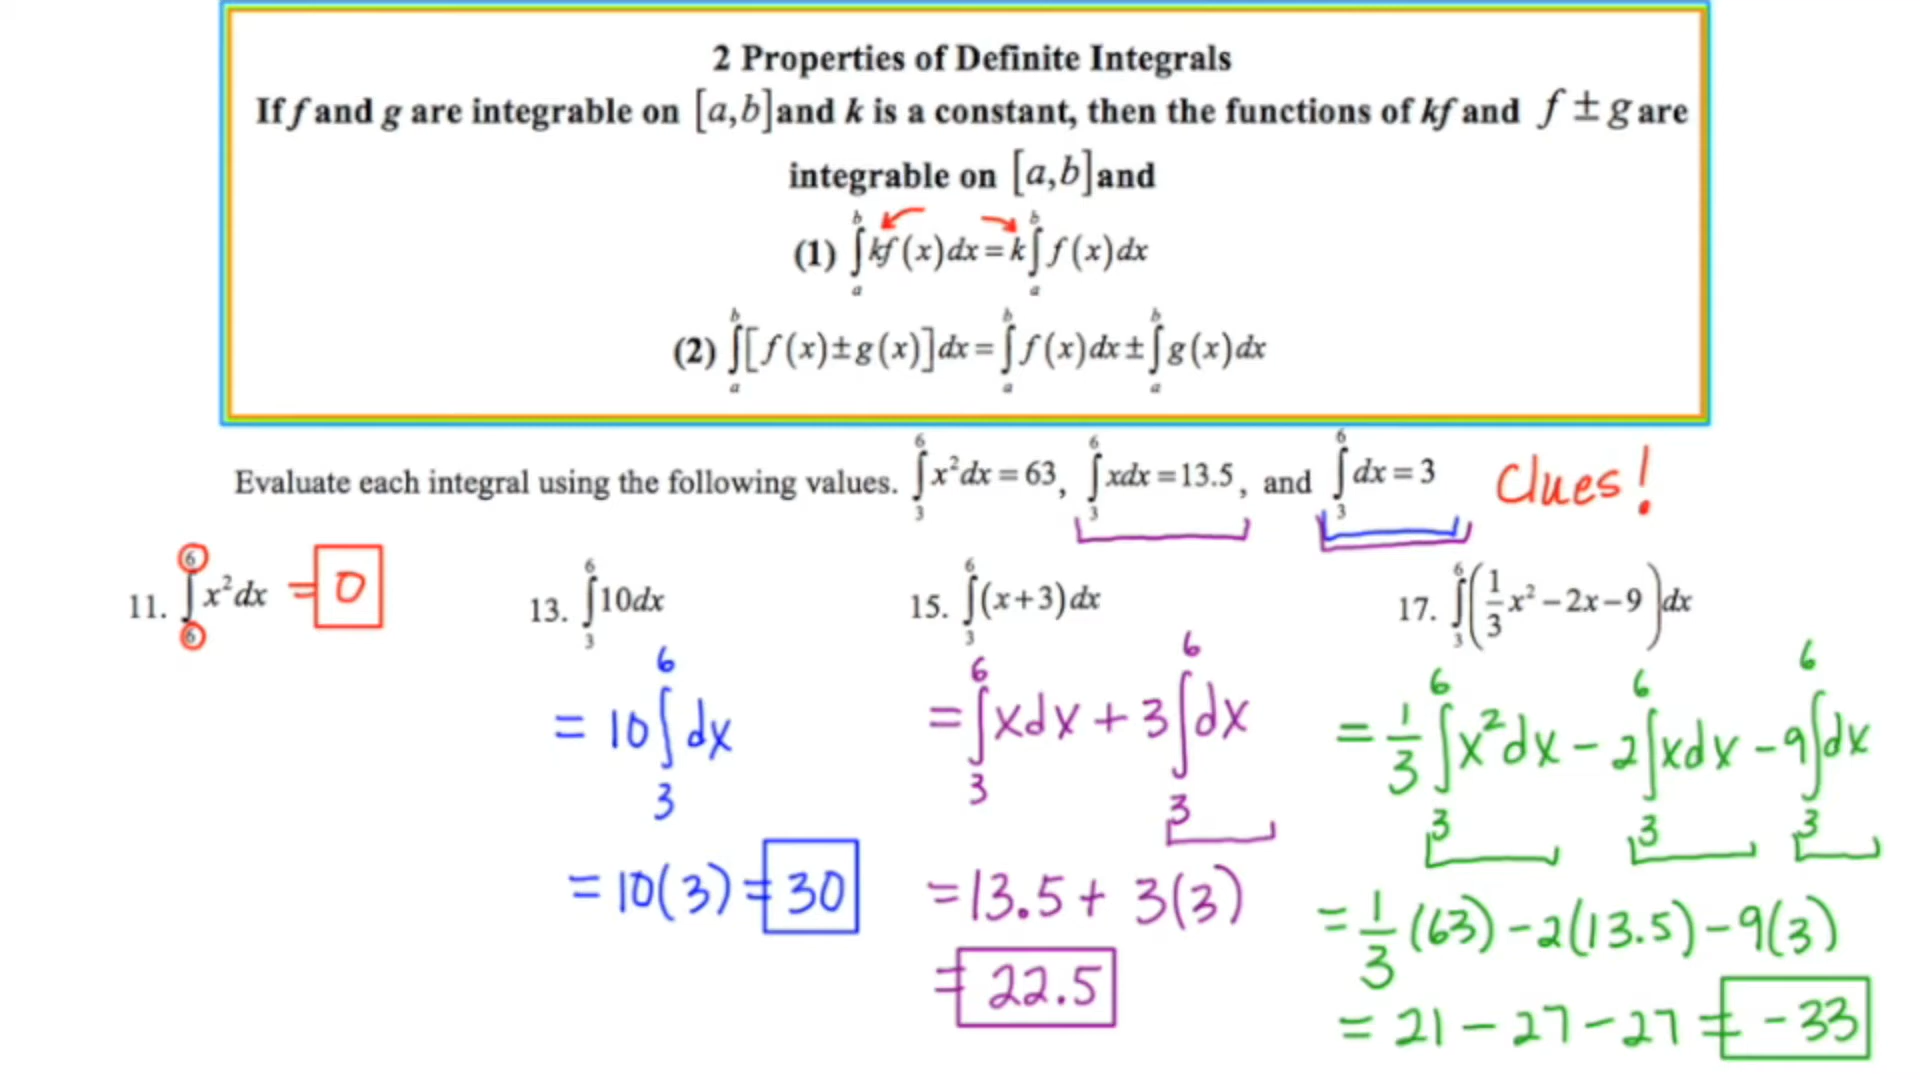 2 Properties of Definite Integrals
If f and g are integrable on [a,b] and k is a constant, then the functions of kf and f ± g are
integrable on [a,b] and
(1) ∫_a^b kf(x)dx = k∫_a^b f(x)dx
(2) ∫_a^b [f(x)±g(x)]dx = ∫_a^b f(x)dx ± ∫_a^b g(x)dx
Evaluate each integral using the following values. ∫_3^6 x²dx = 63, ∫_3^6 xdx = 13.5, and ∫_3^6 dx = 3 Clues!
11. ∫_6^6 x²dx = 0
13. ∫_3^6 10dx
= 10∫_3^6 dx
= 10(3) = 30
15. ∫_3^6 (x+3)dx
= ∫_3^6 xdx + 3∫_3^6 dx
= 13.5 + 3(3)
= 22.5
17. ∫_3^6 (1/3 x² − 2x − 9)dx
= 1/3 ∫_3^6 x²dx − 2∫_3^6 xdx − 9∫_3^6 dx
= 1/3 (63) − 2(13.5) − 9(3)
= 21 − 27 − 27 = −33